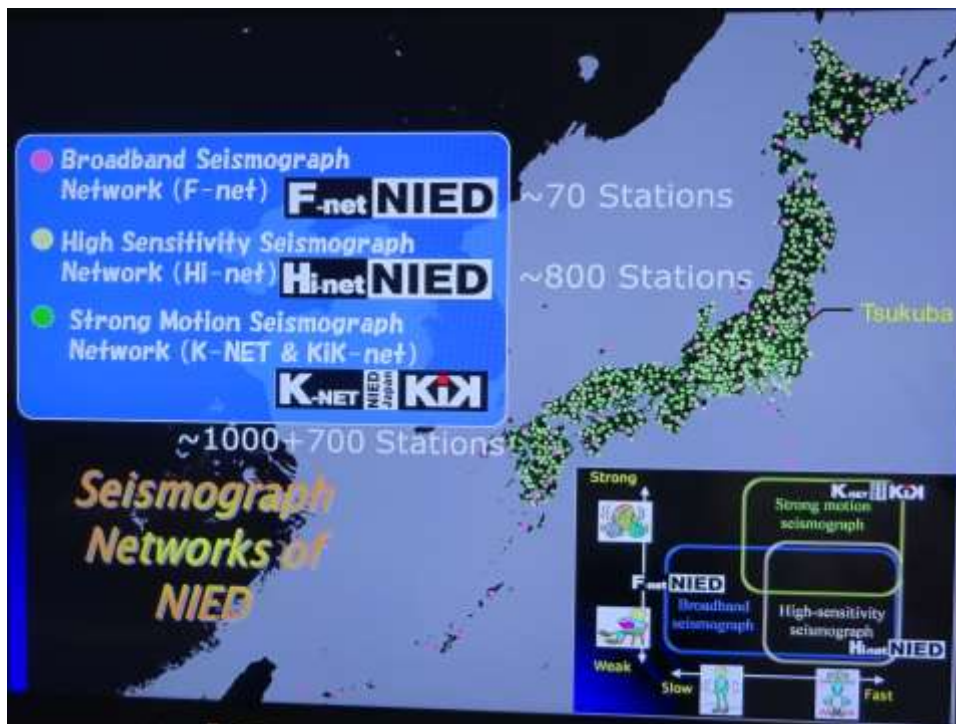 Broadband Seismograph
Network (F-net) F-net NIED
~70 Stations
High Sensitivity Seismograph
Network (Hi-net) Hi-net NIED
~800 Stations
Strong Motion Seismograph
Network (K-NET & KiK-net)
K-NET NIED Japan KiK
~1000+700 Stations
Tsukuba
Seismograph
Networks of
NIED
Strong
K-NET KiK
Strong motion
seismograph
F-net NIED
Broadband
seismograph
High-sensitivity
seismograph
Hi-net NIED
Weak
Slow
Fast